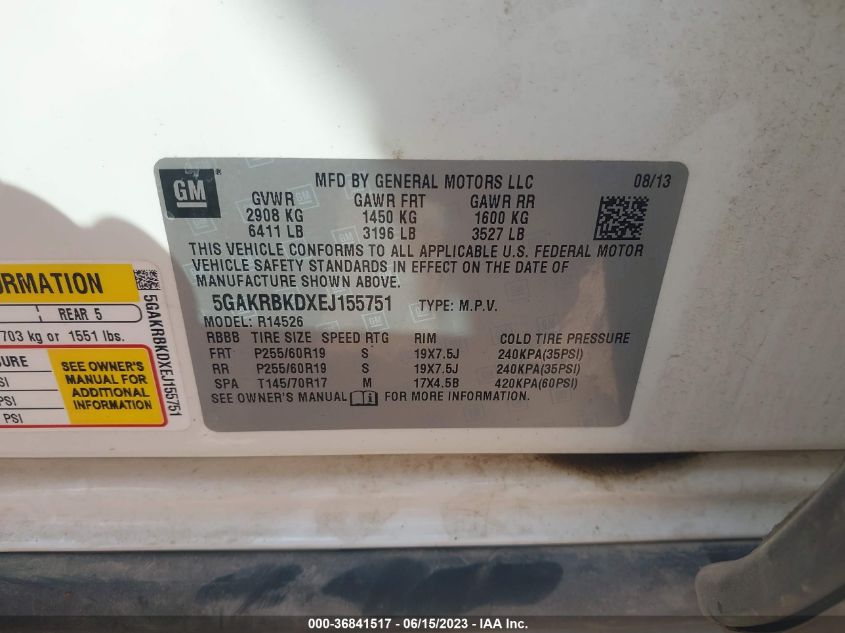 GM
MFD BY GENERAL MOTORS LLC 08/13
GVWR GAWR FRT GAWR RR
2908 KG 1450 KG 1600 KG
6411 LB 3196 LB 3527 LB
THIS VEHICLE CONFORMS TO ALL APPLICABLE U.S. FEDERAL MOTOR
VEHICLE SAFETY STANDARDS IN EFFECT ON THE DATE OF
MANUFACTURE SHOWN ABOVE.
5GAKRBKDXEJ155751 TYPE: M.P.V.
MODEL: R14526
RBBB TIRE SIZE SPEED RTG RIM COLD TIRE PRESSURE
FRT P255/60R19 S 19X7.5J 240KPA(35PSI)
RR P255/60R19 S 19X7.5J 240KPA(35PSI)
SPA T145/70R17 M 17X4.5B 420KPA(60PSI)
SEE OWNER'S MANUAL FOR MORE INFORMATION.
ORMATION
REAR 5
703 kg or 1551 lbs.
SURE
SI
PSI
PSI
SEE OWNER'S
MANUAL FOR
ADDITIONAL
INFORMATION
5GAKRBKDXEJ155751
000-36841517 - 06/15/2023 - IAA Inc.